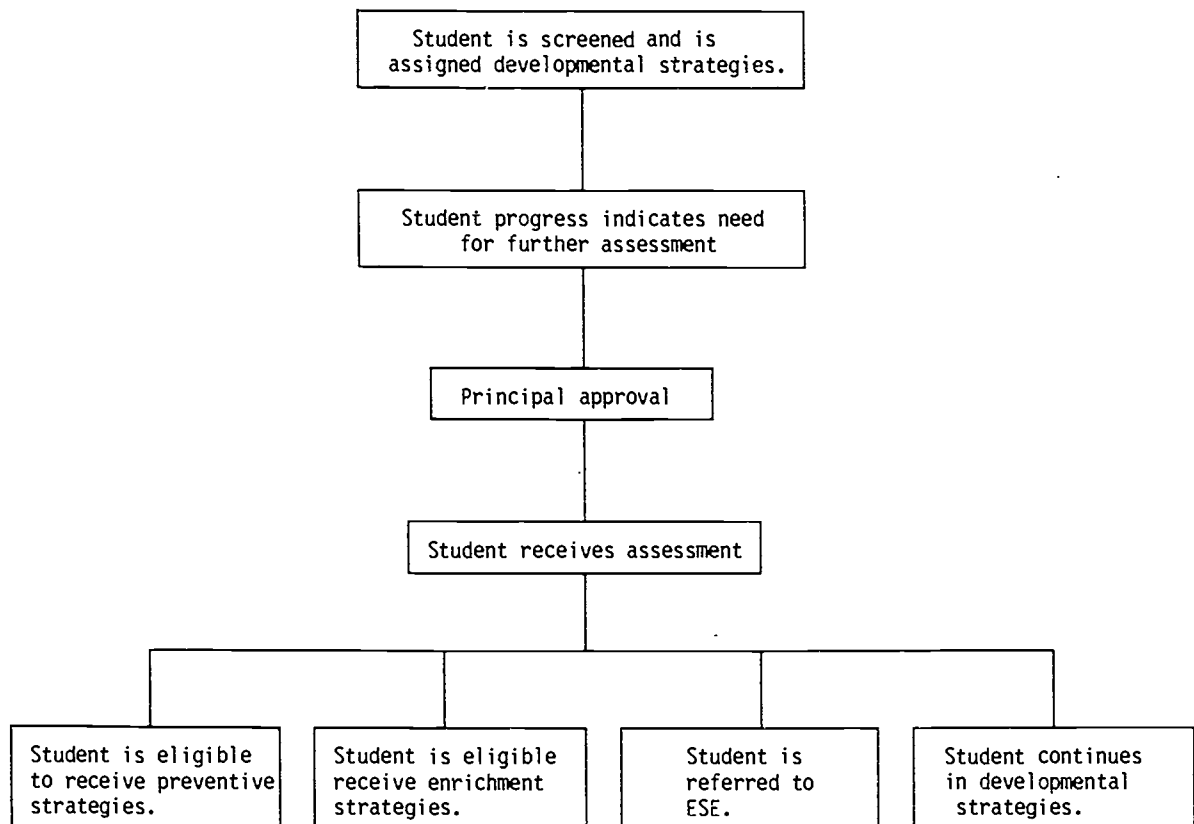 Student is screened and is
assigned developmental strategies.
Student progress indicates need
for further assessment
Principal approval
Student receives assessment
Student is eligible
to receive preventive
strategies.
Student is eligible
receive enrichment
strategies.
Student is
referred to
ESE.
Student continues
in developmental
strategies.